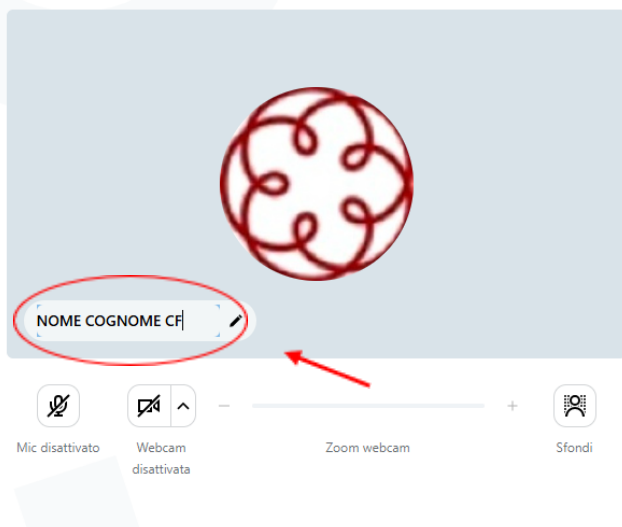 NOME COGNOME CF
Mic disattivato
Webcam
disattivata
Zoom webcam
Sfondi